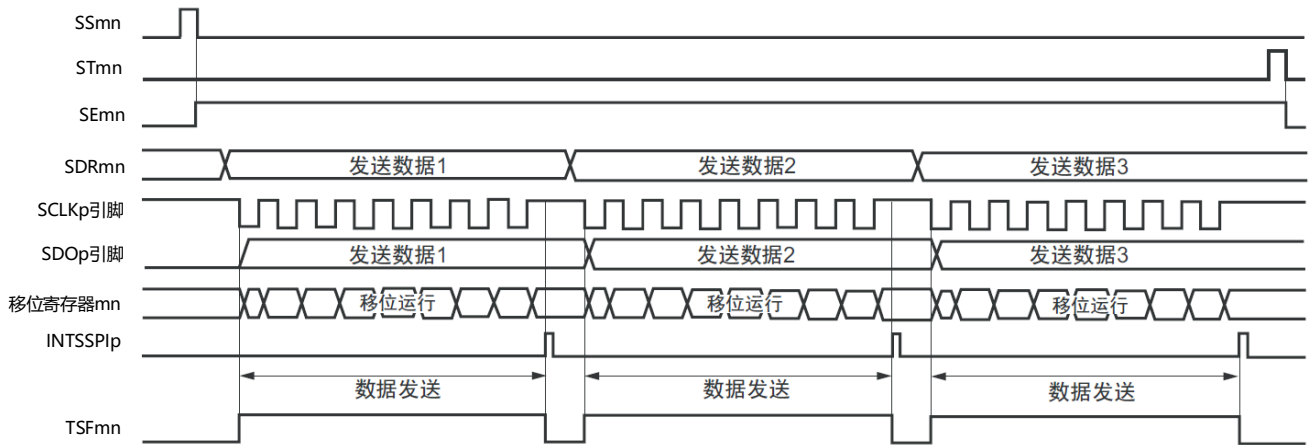 SSmn
STmn
SEmn
SDRmn 发送数据1 发送数据2 发送数据3
SCLKp引脚
SDOp引脚 发送数据1 发送数据2 发送数据3
移位寄存器mn 移位运行 移位运行 移位运行
INTSSPIp
数据发送 数据发送 数据发送
TSFmn